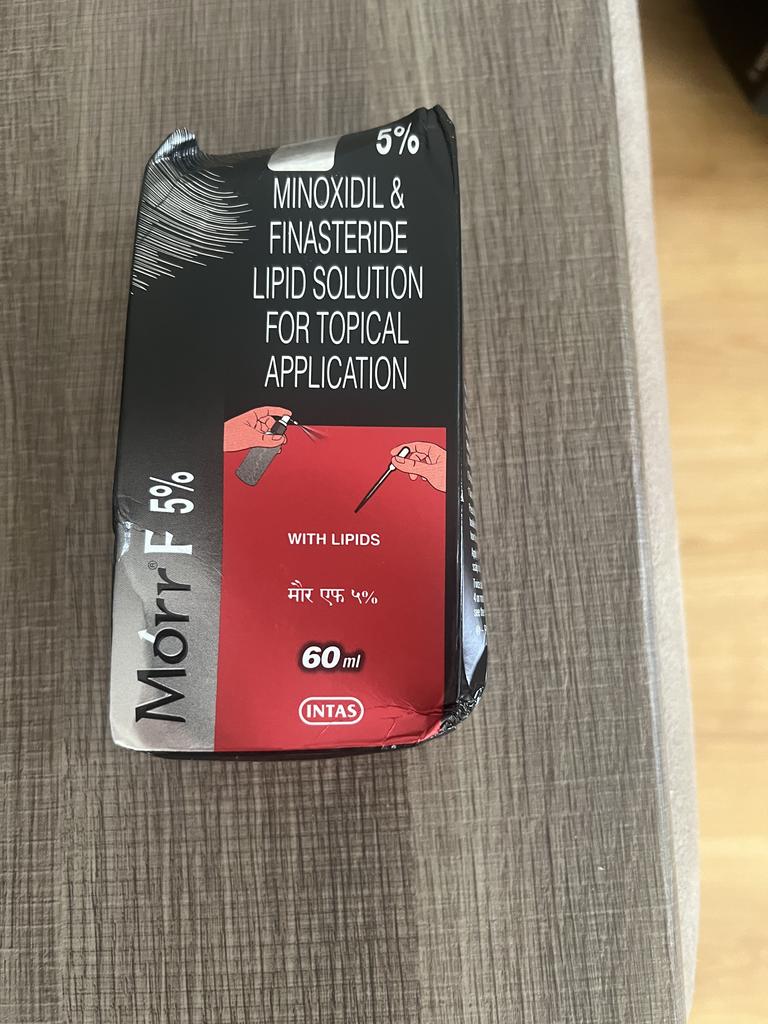 5%
MINOXIDIL &
FINASTERIDE
LIPID SOLUTION
FOR TOPICAL
APPLICATION
WITH LIPIDS
मौर एफ ५%
60 ml
INTAS
Morr® F 5%